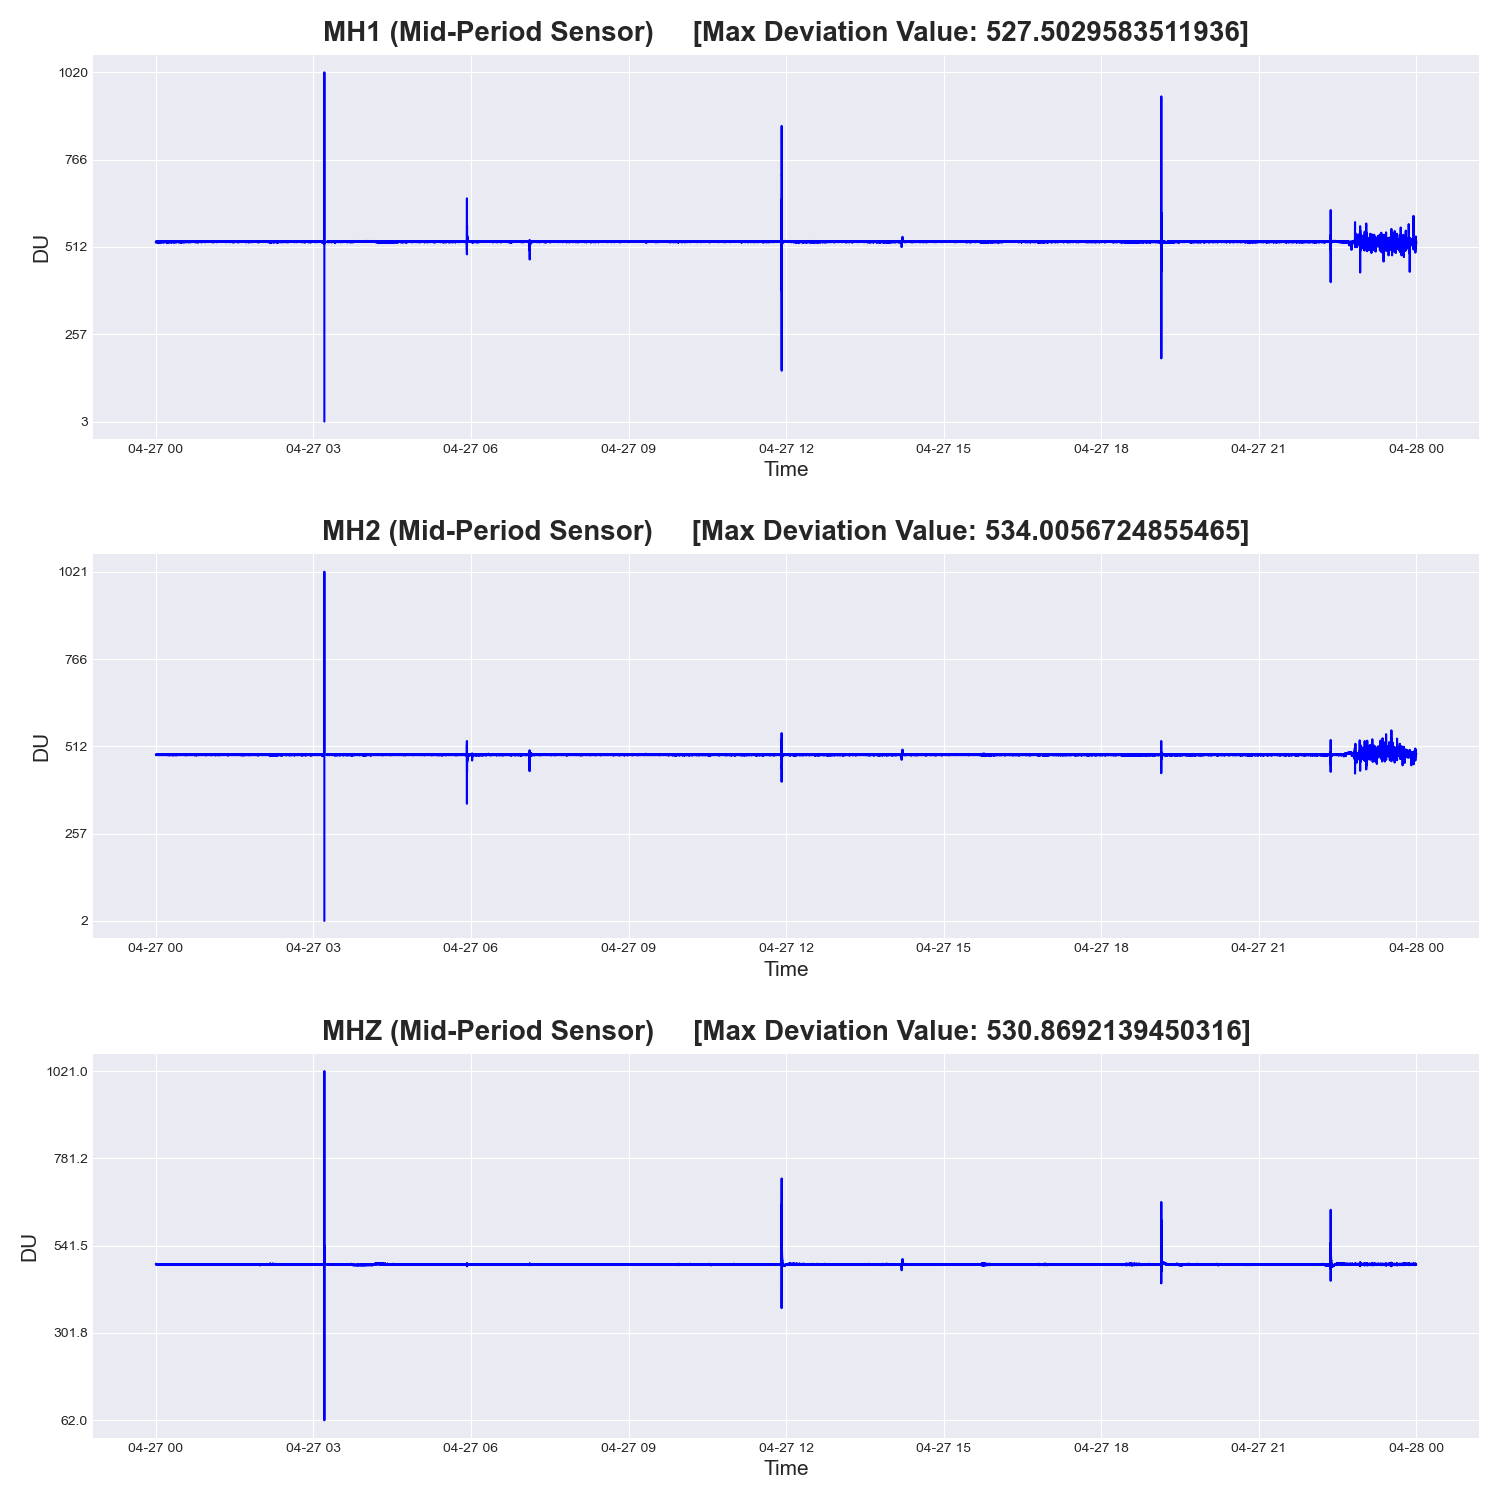 MH1 (Mid-Period Sensor) [Max Deviation Value: 527.5029583511936]
1020
766
512
257
3
DU
04-27 00 04-27 03 04-27 06 04-27 09 04-27 12 04-27 15 04-27 18 04-27 21 04-28 00
Time
MH2 (Mid-Period Sensor) [Max Deviation Value: 534.0056724855465]
1021
766
512
257
2
DU
04-27 00 04-27 03 04-27 06 04-27 09 04-27 12 04-27 15 04-27 18 04-27 21 04-28 00
Time
MHZ (Mid-Period Sensor) [Max Deviation Value: 530.8692139450316]
1021.0
781.2
541.5
301.8
62.0
DU
04-27 00 04-27 03 04-27 06 04-27 09 04-27 12 04-27 15 04-27 18 04-27 21 04-28 00
Time